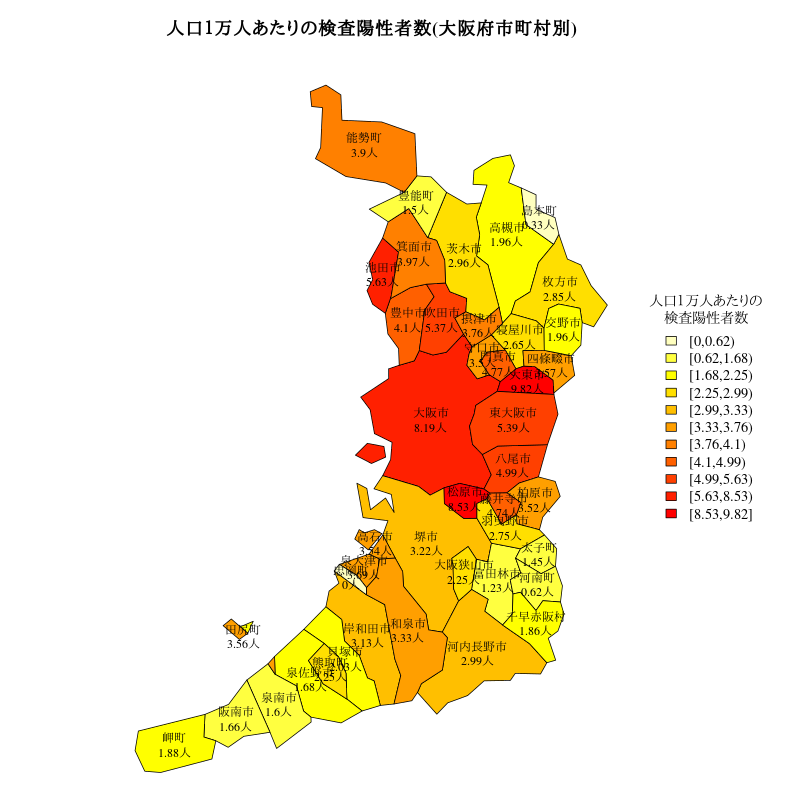 人口1万人あたりの検査陽性者数(大阪府市町村別)
能勢町
3.9人
豊能町
1.5人
島本町
0.33人
高槻市
1.96人
箕面市
3.97人
茨木市
2.96人
池田市
5.63人
枚方市
2.85人
豊中市
4.1人
吹田市
5.37人
摂津市
3.76人
寝屋川市
2.65人
交野市
1.96人
守口市
門真市
4.77人
四條畷市
大東市
9.82人
大阪市
8.19人
東大阪市
5.39人
八尾市
4.99人
松原市
8.53人
柏原市
3.52人
藤井寺市
羽曳野市
2.75人
高石市
3.54人
堺市
3.22人
太子町
1.45人
泉大津市
忠岡町
0人
大阪狭山市
2.25人
富田林市
1.23人
河南町
0.62人
千早赤阪村
1.86人
田尻町
3.56人
岸和田市
3.13人
和泉市
3.33人
河内長野市
2.99人
貝塚市
2.03人
熊取町
2.25人
泉佐野市
1.68人
泉南市
1.6人
阪南市
1.66人
岬町
1.88人
人口1万人あたりの
検査陽性者数
[0,0.62)
[0.62,1.68)
[1.68,2.25)
[2.25,2.99)
[2.99,3.33)
[3.33,3.76)
[3.76,4.1)
[4.1,4.99)
[4.99,5.63)
[5.63,8.53)
[8.53,9.82]